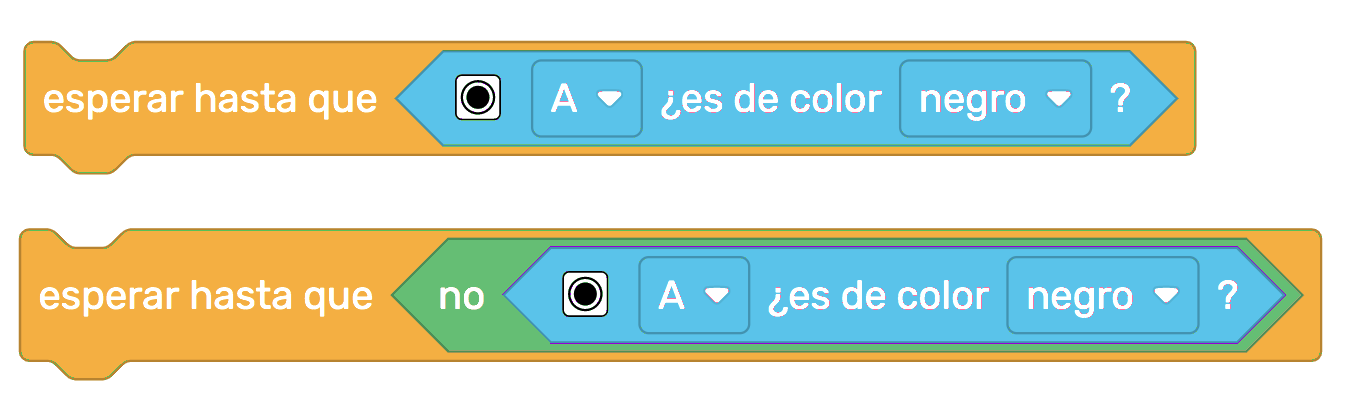 esperar hasta que A ¿es de color negro ?
esperar hasta que no A ¿es de color negro ?